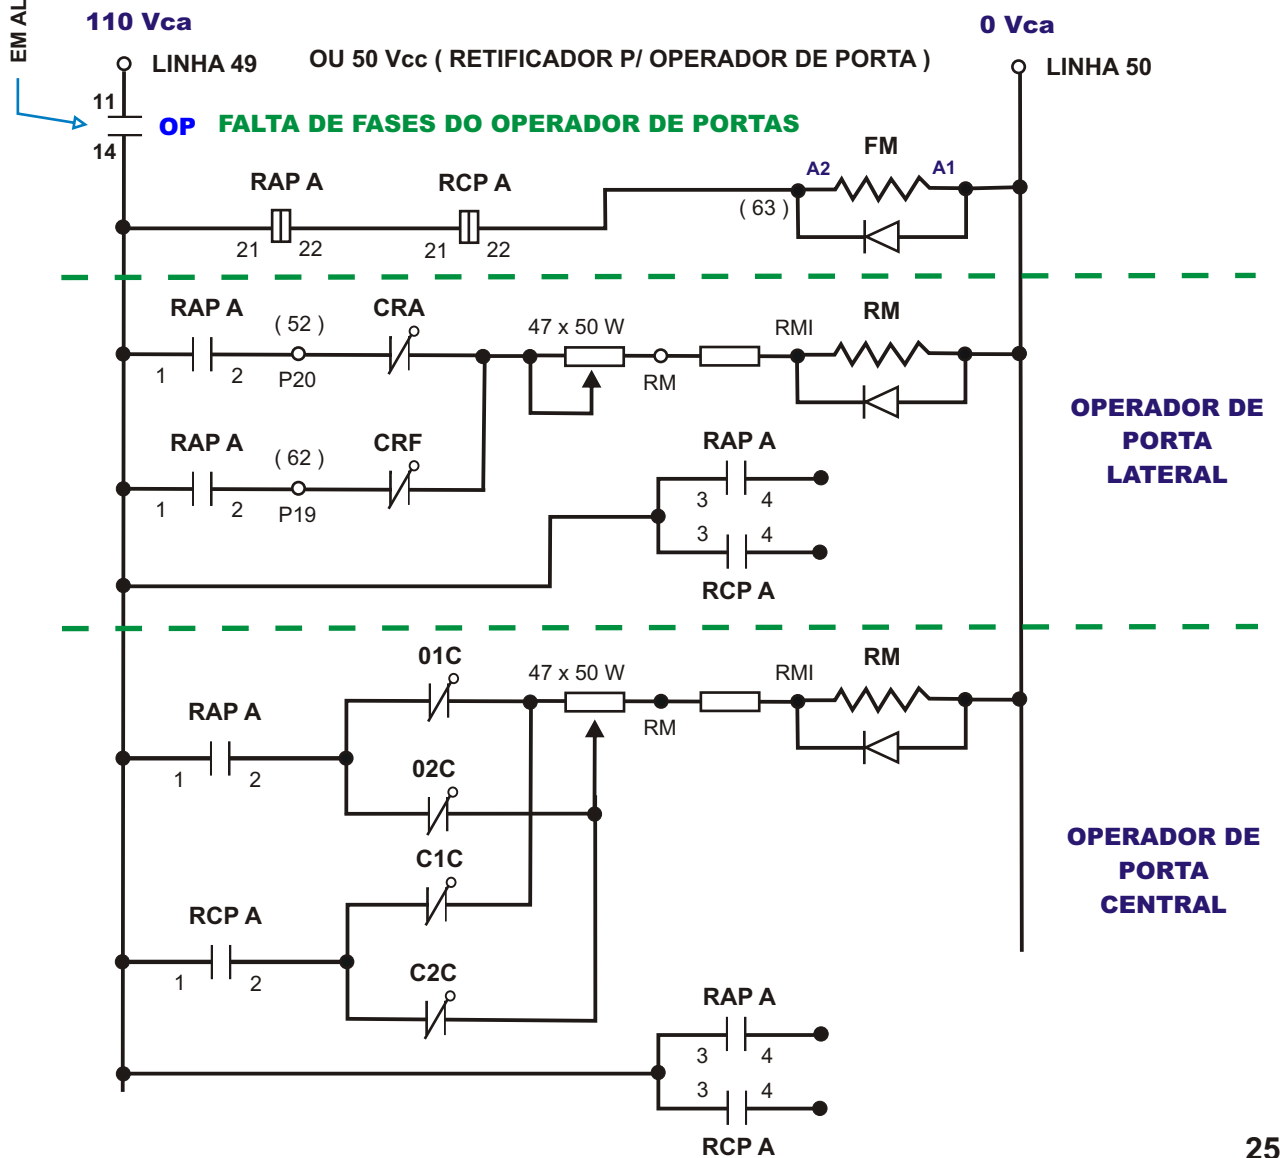 EM AL
110 Vca
0 Vca
LINHA 49
OU 50 Vcc ( RETIFICADOR P/ OPERADOR DE PORTA )
LINHA 50
11
OP FALTA DE FASES DO OPERADOR DE PORTAS
14
FM
A2 A1
RAP A RCP A
( 63 )
21 22 21 22
RAP A ( 52 ) CRA 47 x 50 W RMI RM
1 2 P20 RM
OPERADOR DE
PORTA
LATERAL
RAP A ( 62 ) CRF
1 2 P19
RAP A
3 4
3 4
RCP A
01C 47 x 50 W RMI RM
RAP A RM
1 2 02C
C1C
RCP A
1 2 C2C
OPERADOR DE
PORTA
CENTRAL
RAP A
3 4
3 4
RCP A
25